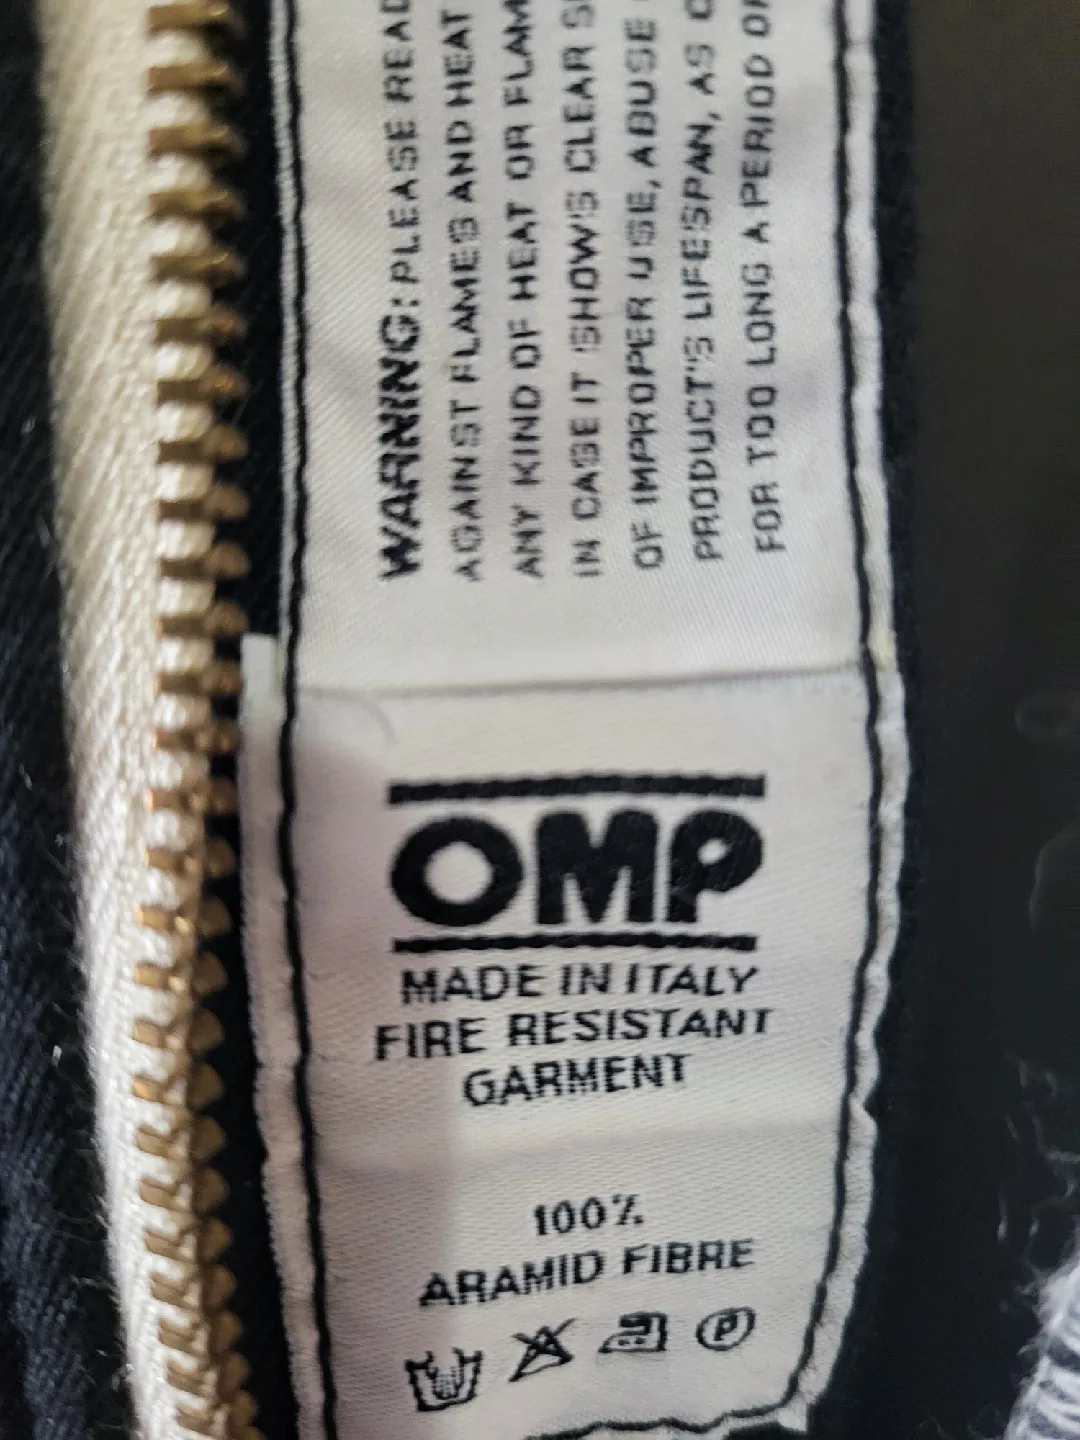 WARNING: PLEASE READ
AGAINST FLAMES AND HEAT
ANY KIND OF HEAT OR FLAM
IN CASE IT SHOWS CLEAR
OF IMPROPER USE, ABUSE
PRODUCT'S LIFESPAN, AS
FOR TOO LONG A PERIOD
OMP
MADE IN ITALY
FIRE RESISTANT
GARMENT
100%
ARAMID FIBRE
P